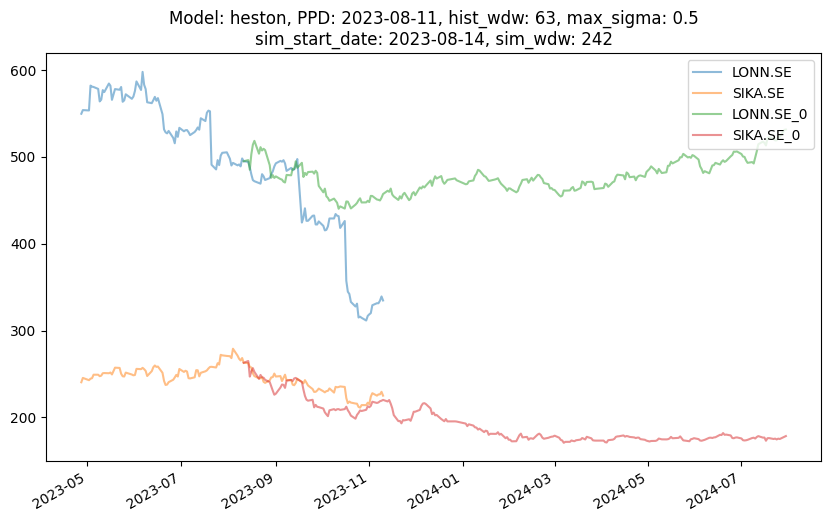 Model: heston, PPD: 2023-08-11, hist_wdw: 63, max_sigma: 0.5
sim_start_date: 2023-08-14, sim_wdw: 242
LONN.SE
SIKA.SE
LONN.SE_0
SIKA.SE_0
600
500
400
300
200
2023-05
2023-07
2023-09
2023-11
2024-01
2024-03
2024-05
2024-07